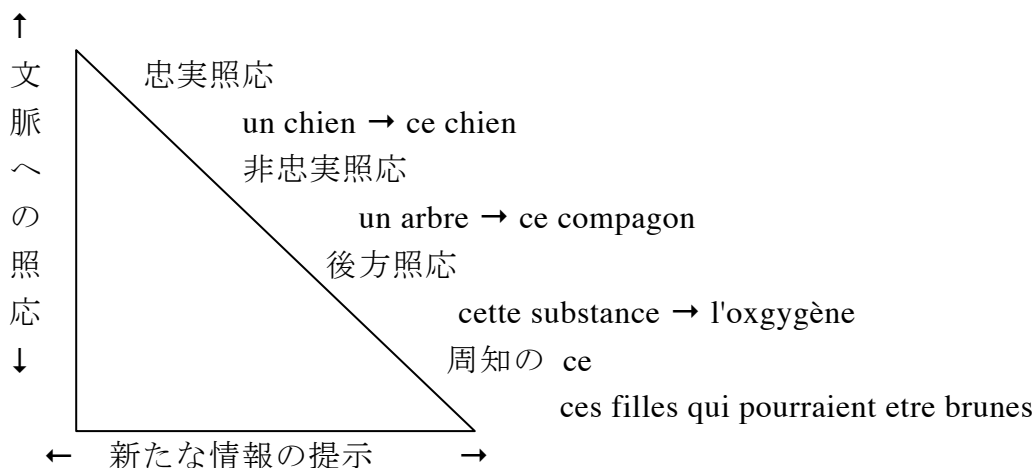 ↑
文脈への照応
↓
忠実照応
un chien → ce chien
非忠実照応
un arbre → ce compagon
後方照応
cette substance → l'oxgygène
周知の ce
ces filles qui pourraient etre brunes
← 新たな情報の提示 →